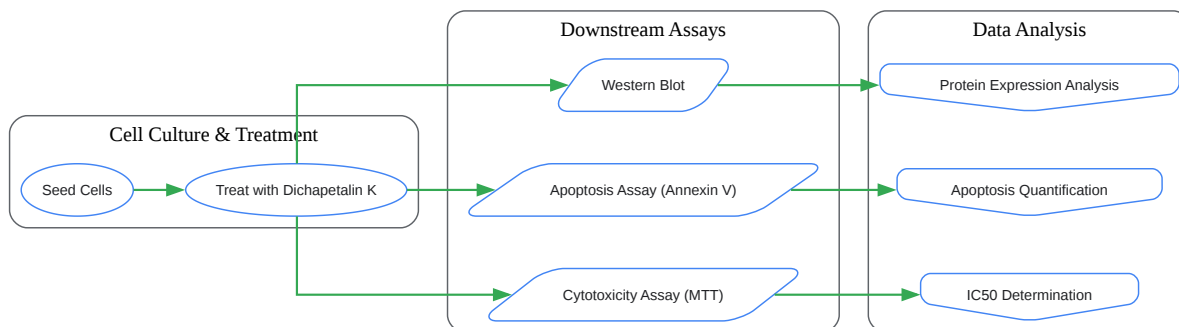 Downstream Assays
Data Analysis
Western Blot
Protein Expression Analysis
Cell Culture & Treatment
Seed Cells
Treat with Dichapetalin K
Apoptosis Assay (Annexin V)
Apoptosis Quantification
Cytotoxicity Assay (MTT)
IC50 Determination